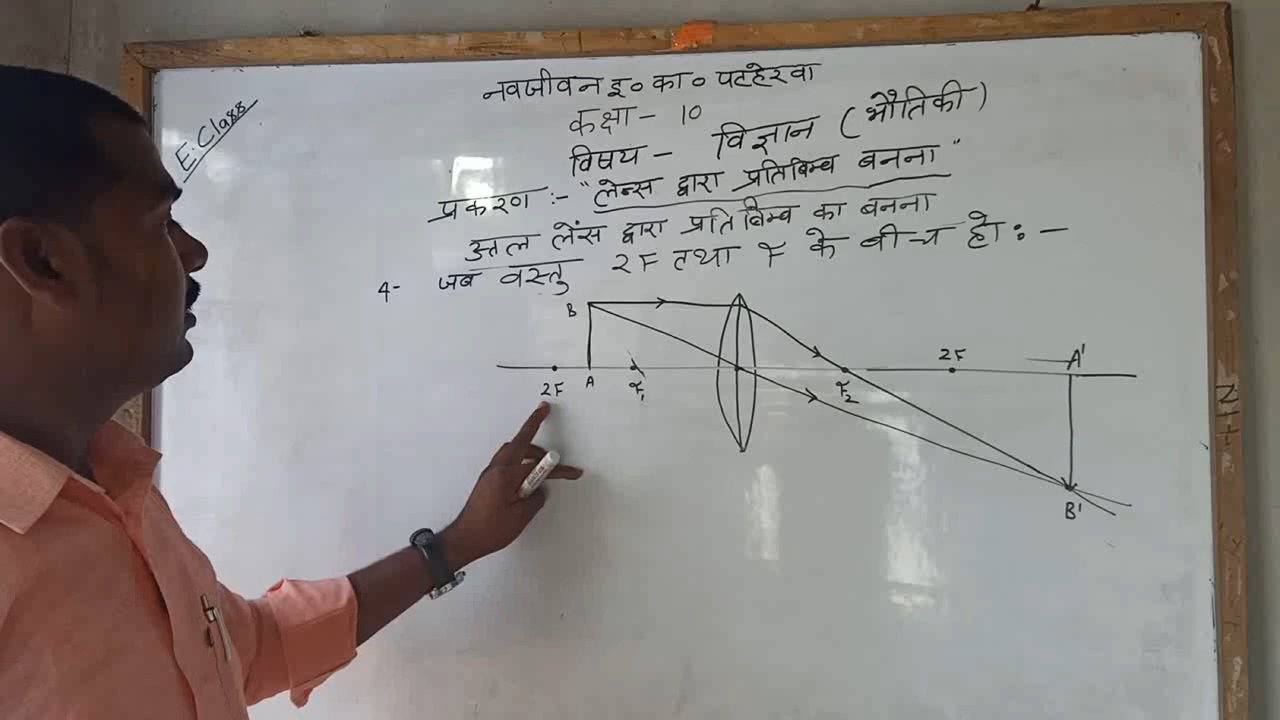 E. Class
नवजीवन इ० का० पटहेरवा
कक्षा - 10
विषय - विज्ञान (भौतिकी)
प्रकरण :- "लेन्स द्वारा प्रतिबिम्ब बनना"
उत्तल लेंस द्वारा प्रतिबिम्ब का बनना
4- जब वस्तु 2F तथा F के बीच हो :-
B
2F A F₁ F₂ 2F A'
B'